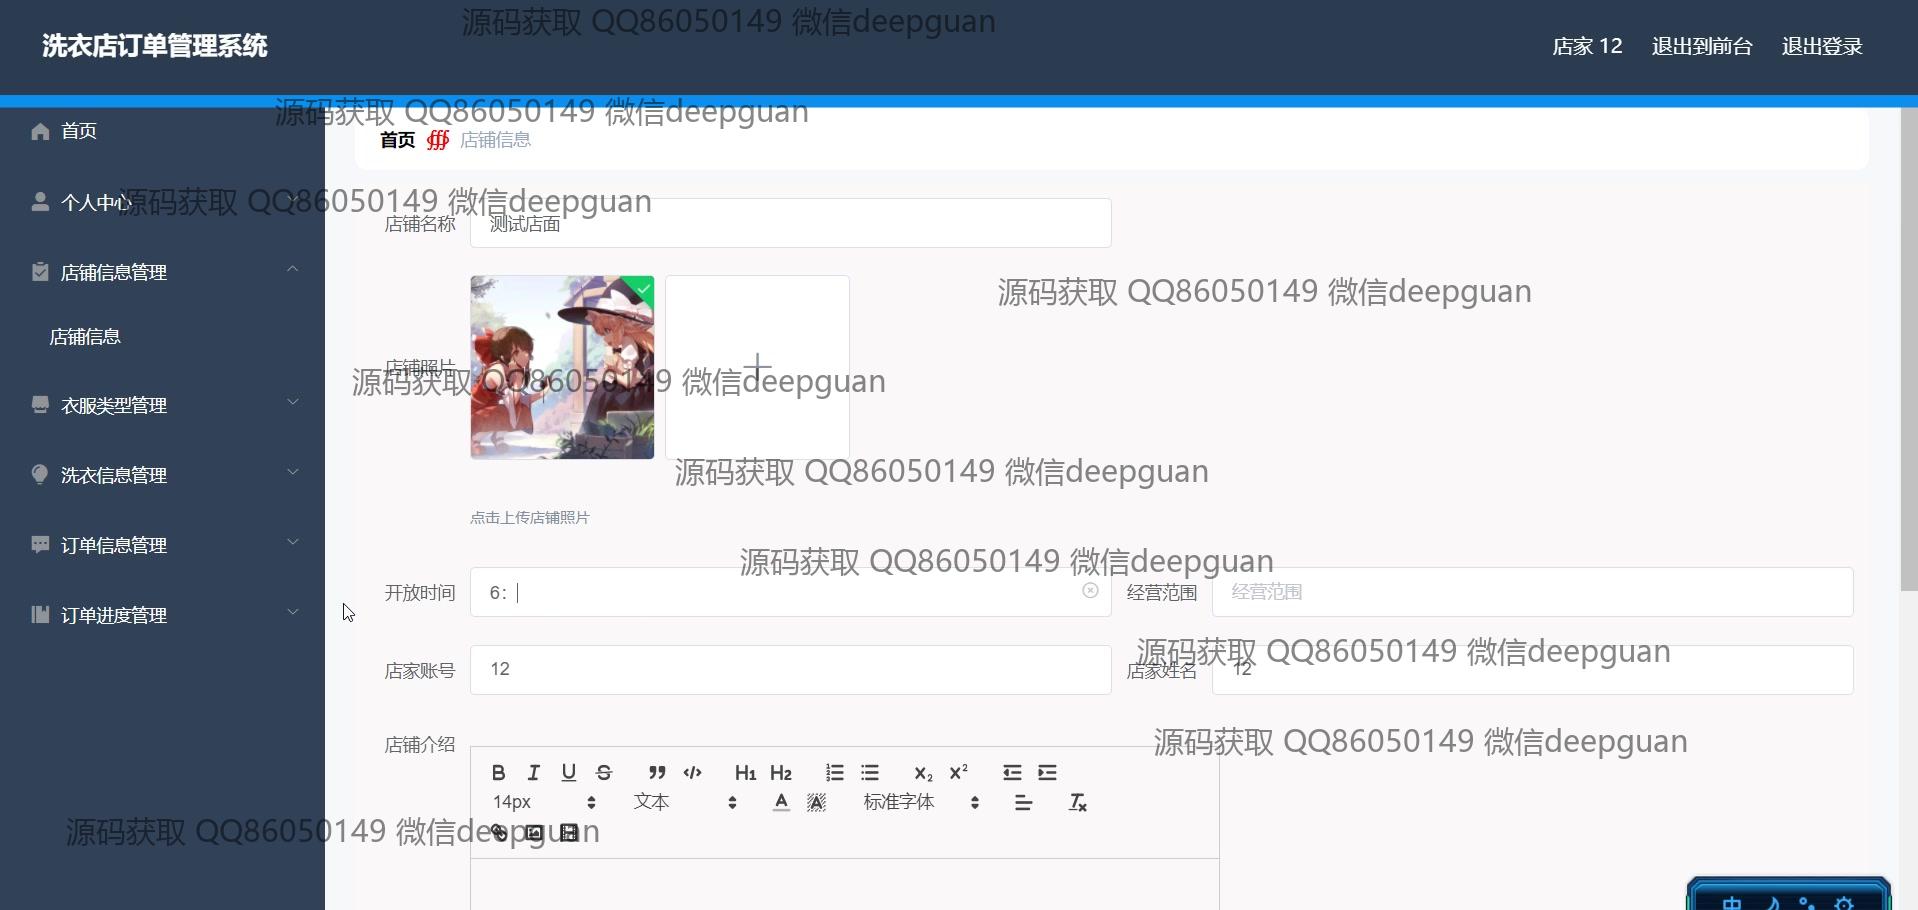 源码获取 QQ86050149 微信deepguan
洗衣店订单管理系统
店家 12
退出到前台
退出登录
源码获取 QQ86050149 微信deepguan
首页
首页 ∰ 店铺信息
个人中心
源码获取 QQ86050149 微信deepguan
店铺名称
测试店面
店铺信息管理
源码获取 QQ86050149 微信deepguan
店铺信息
店铺照片
源码获取 QQ86050149 微信deepguan
衣服类型管理
洗衣信息管理
源码获取 QQ86050149 微信deepguan
点击上传店铺照片
订单信息管理
源码获取 QQ86050149 微信deepguan
开放时间
6：
经营范围
经营范围
订单进度管理
源码获取 QQ86050149 微信deepguan
店家账号
12
店家姓名
12
店铺介绍
源码获取 QQ86050149 微信deepguan
B I U S H1 H2 X2 X2
14px
文本
A A
标准字体
Tx
源码获取 QQ86050149 微信deepguan
中